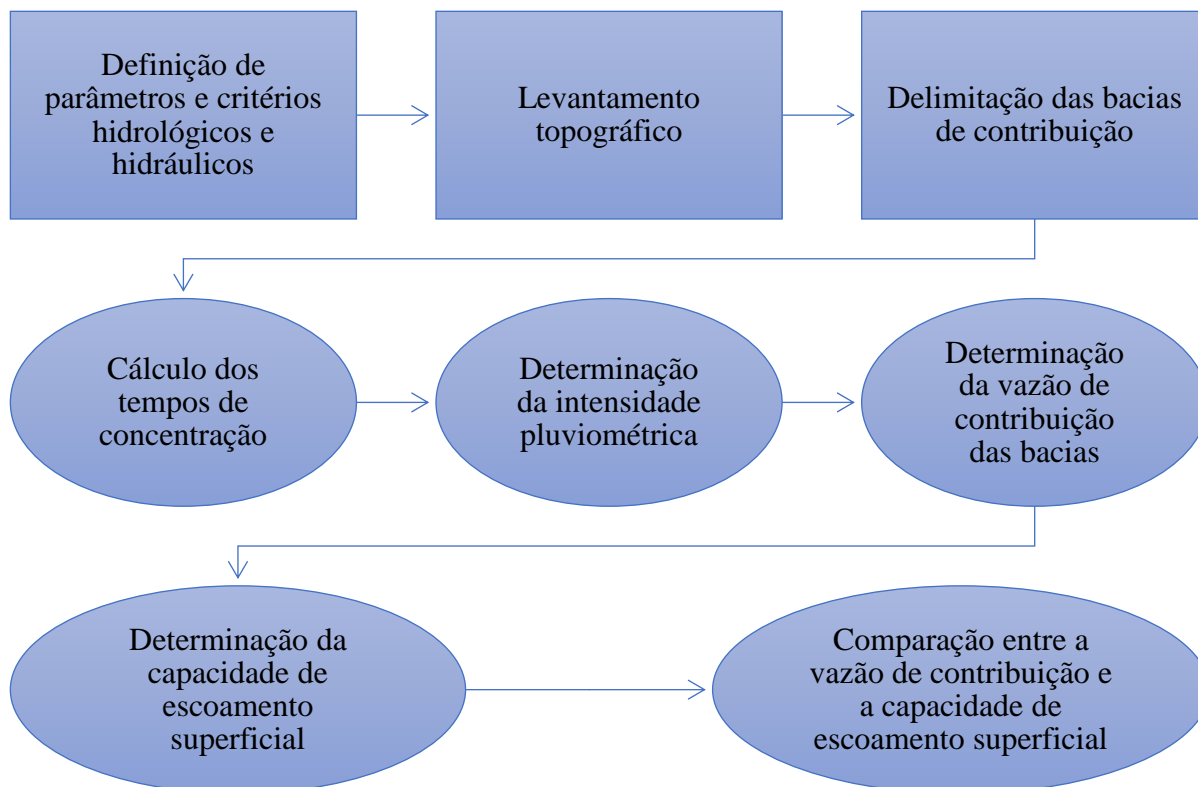 Definição de
parâmetros e critérios
hidrológicos e
hidráulicos
Levantamento
topográfico
Delimitação das bacias
de contribuição
Cálculo dos
tempos de
concentração
Determinação
da intensidade
pluviométrica
Determinação
da vazão de
contribuição
das bacias
Determinação da
capacidade de
escoamento
superficial
Comparação entre a
vazão de contribuição e
a capacidade de
escoamento superficial